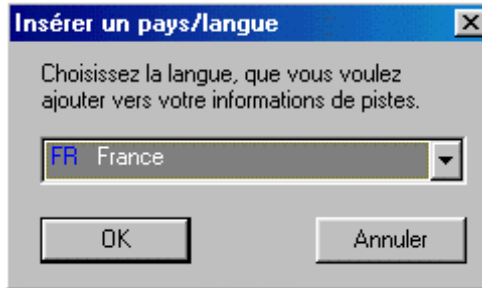 Insérer un pays/langue
Choisissez la langue, que vous voulez
ajouter vers votre informations de pistes.
FR France
OK
Annuler